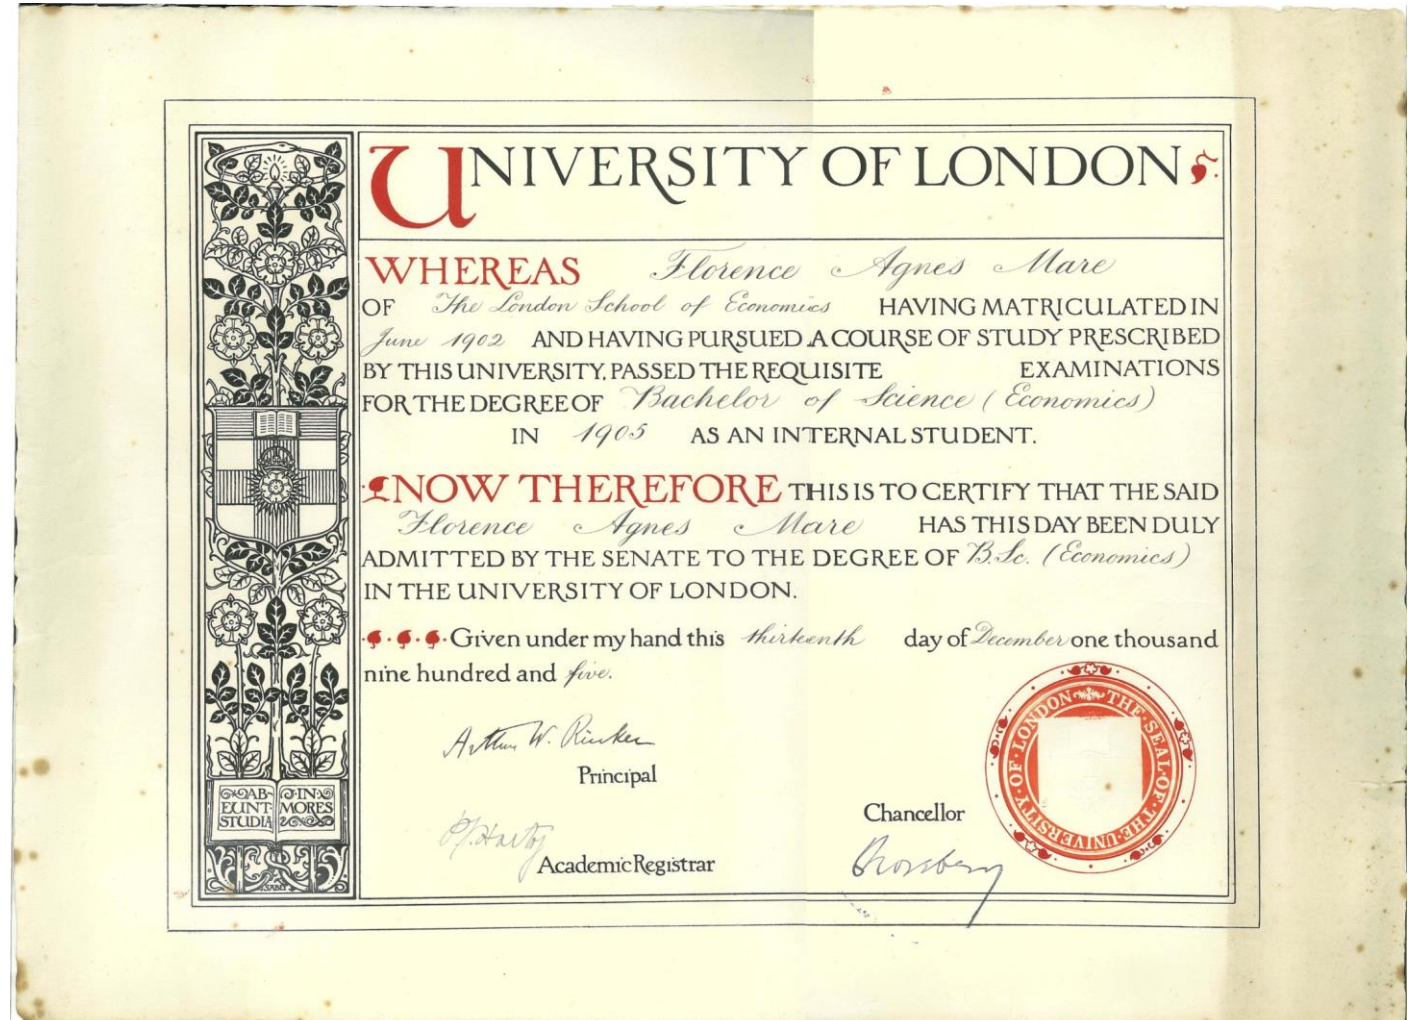 UNIVERSITY OF LONDON
WHEREAS Florence Agnes Mare
OF The London School of Economics HAVING MATRICULATED IN
June 1902 AND HAVING PURSUED A COURSE OF STUDY PRESCRIBED
BY THIS UNIVERSITY, PASSED THE REQUISITE EXAMINATIONS
FOR THE DEGREE OF Bachelor of Science (Economics)
IN 1905 AS AN INTERNAL STUDENT.
NOW THEREFORE THIS IS TO CERTIFY THAT THE SAID
Florence Agnes Mare HAS THIS DAY BEEN DULY
ADMITTED BY THE SENATE TO THE DEGREE OF B.Sc. (Economics)
IN THE UNIVERSITY OF LONDON.
Given under my hand this thirteenth day of December one thousand
nine hundred and five.
Arthur W. Rücker
Principal
P.J. Hartog
Academic Registrar
Chancellor
Rosebery
THE SEAL OF THE UNIVERSITY OF LONDON
AB IN
EUNT MORES
STUDIA